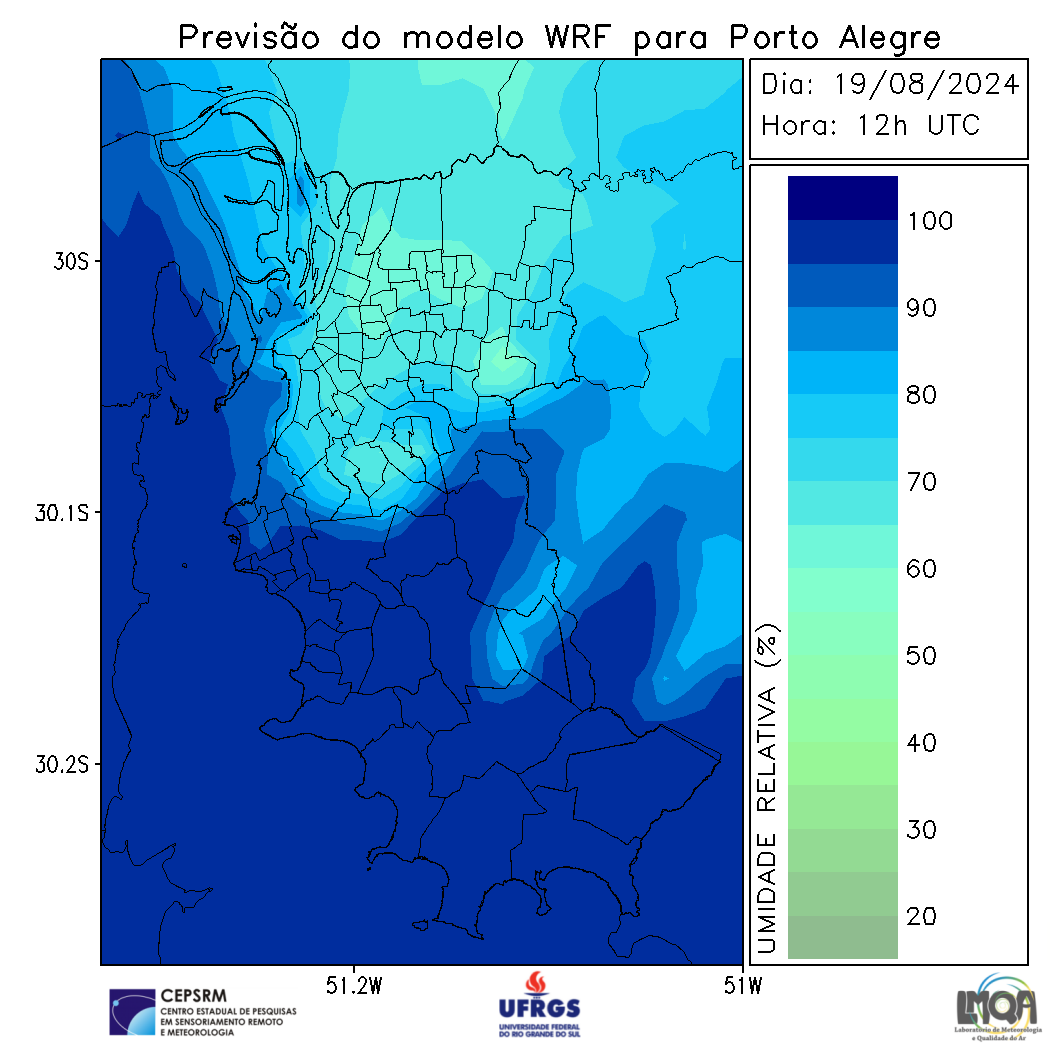 Previsão do modelo WRF para Porto Alegre
Dia: 19/08/2024
Hora: 12h UTC
100
90
80
70
60
50
40
30
20
UMIDADE RELATIVA (%)
30S
30.1S
30.2S
51.2W
51W
CEPSRM
CENTRO ESTADUAL DE PESQUISAS
EM SENSORIAMENTO REMOTO
E METEOROLOGIA
UFRGS
UNIVERSIDADE FEDERAL
DO RIO GRANDE DO SUL
LMQA
Laboratório de Meteorologia
e Qualidade do Ar